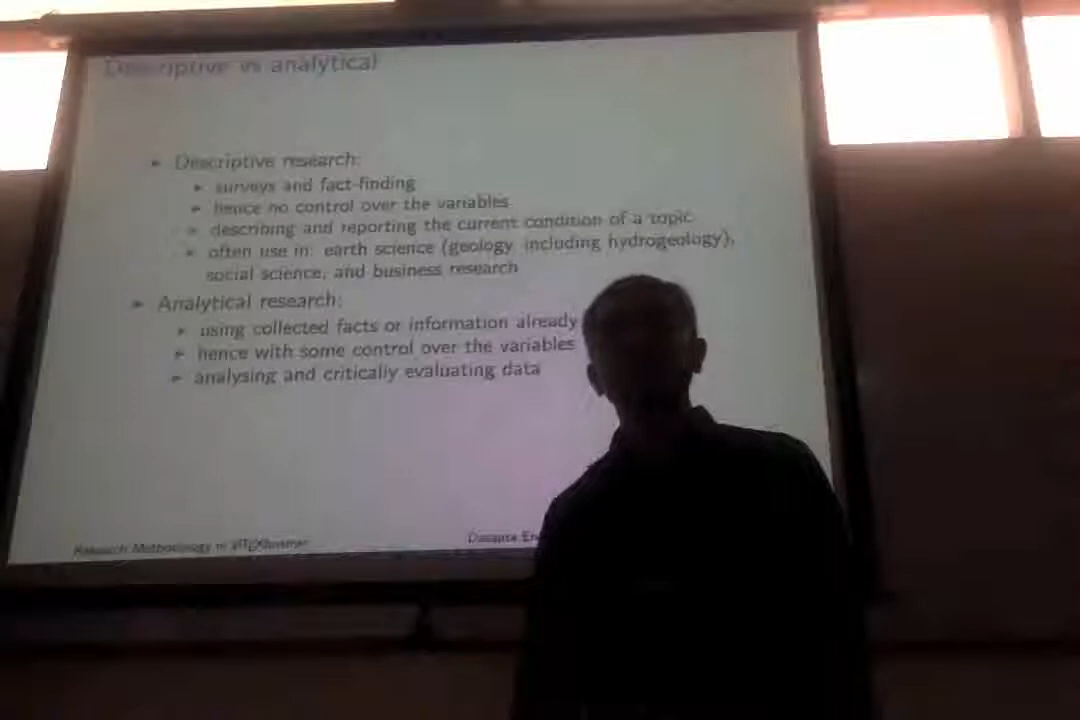 Descriptive vs analytical
► Descriptive research:
► surveys and fact-finding
► hence no control over the variables
► describing and reporting the current condition of a topic
► often use in: earth science (geology including hydrogeology),
social science, and business research
► Analytical research:
► using collected facts or information already
► hence with some control over the variables
► analysing and critically evaluating data
Research Methodology in
Dasapta